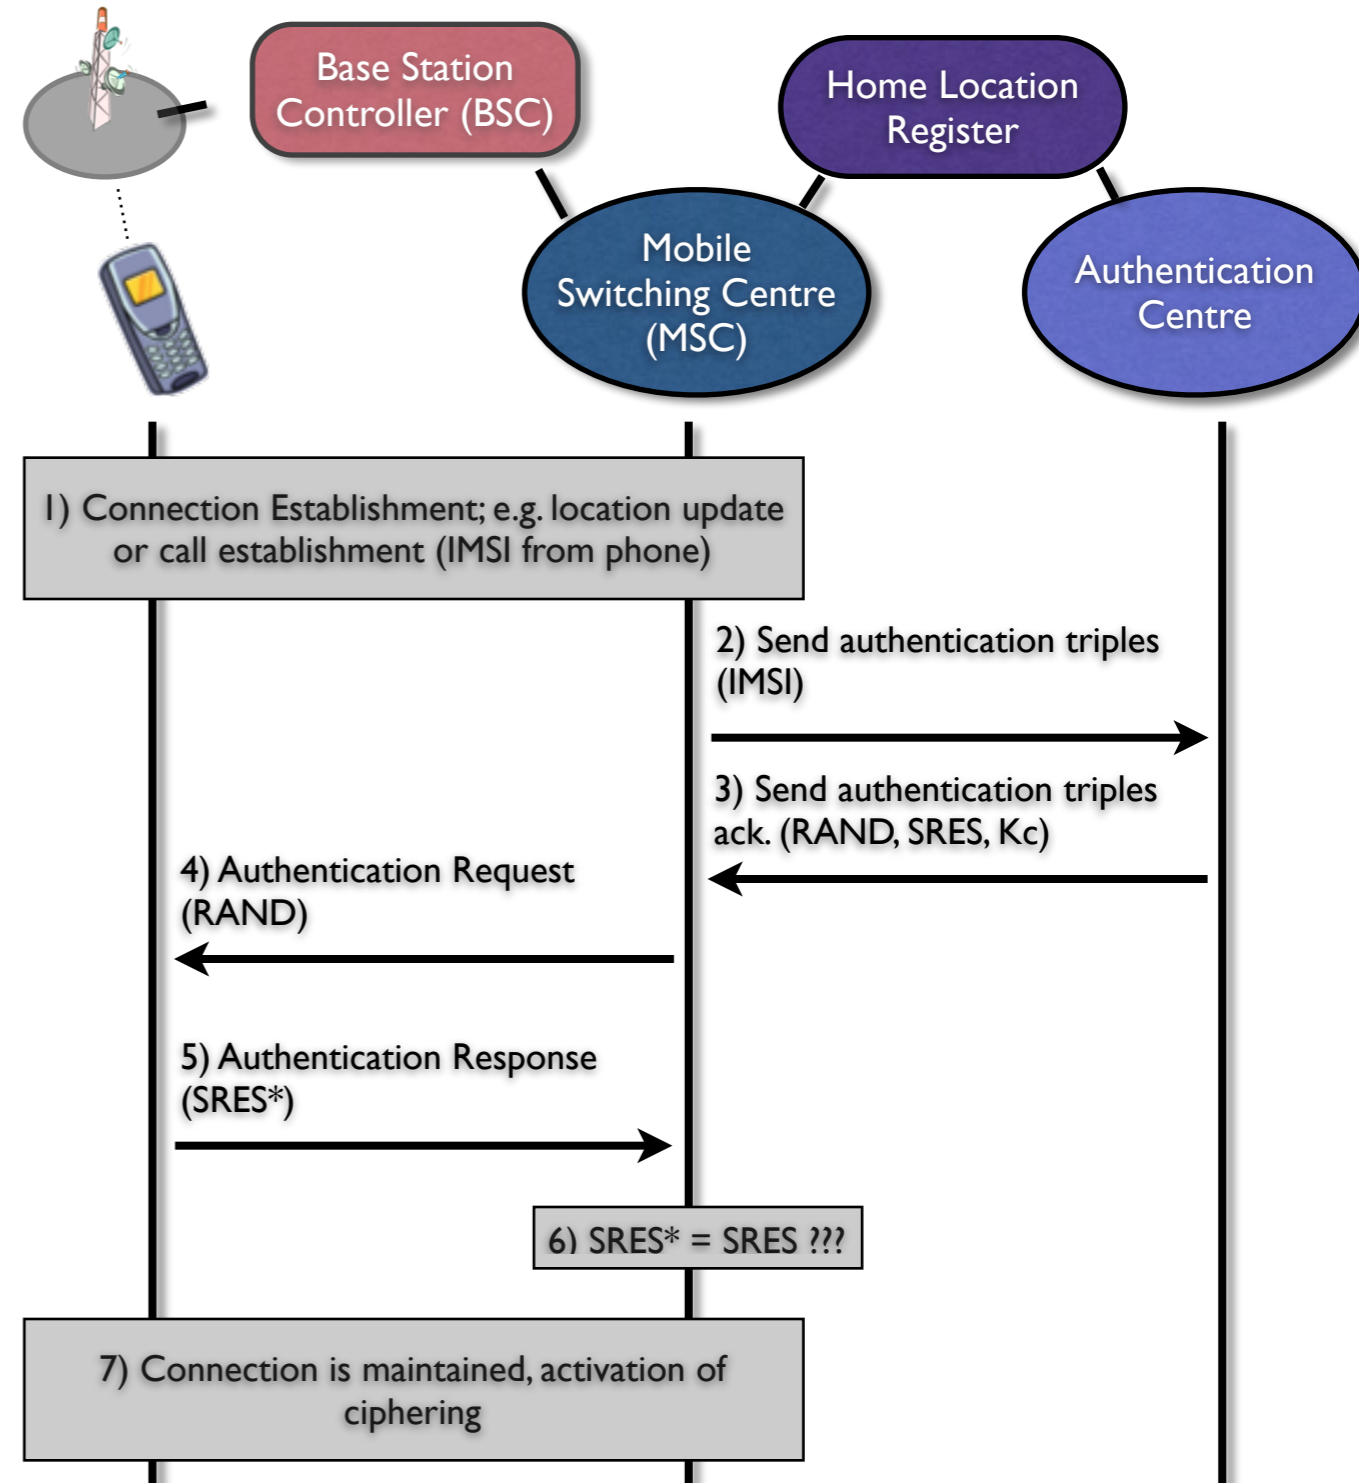 Base Station
Controller (BSC)
Home Location
Register
Mobile
Switching Centre
(MSC)
Authentication
Centre
1) Connection Establishment; e.g. location update
or call establishment (IMSI from phone)
2) Send authentication triples
(IMSI)
3) Send authentication triples
ack. (RAND, SRES, Kc)
4) Authentication Request
(RAND)
5) Authentication Response
(SRES*)
6) SRES* = SRES ???
7) Connection is maintained, activation of
ciphering